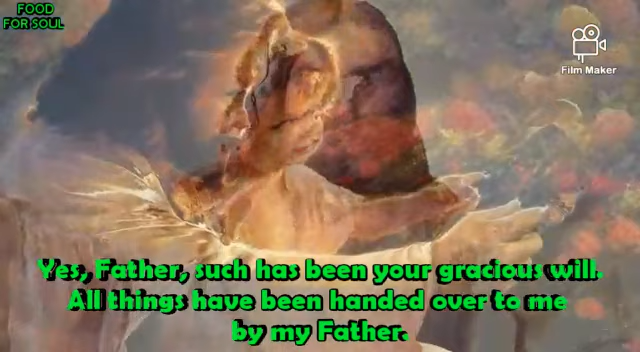 FOOD
FOR SOUL
Film Maker
Yes, Father, such has been your gracious will.
All things have been handed over to me
by my Father.